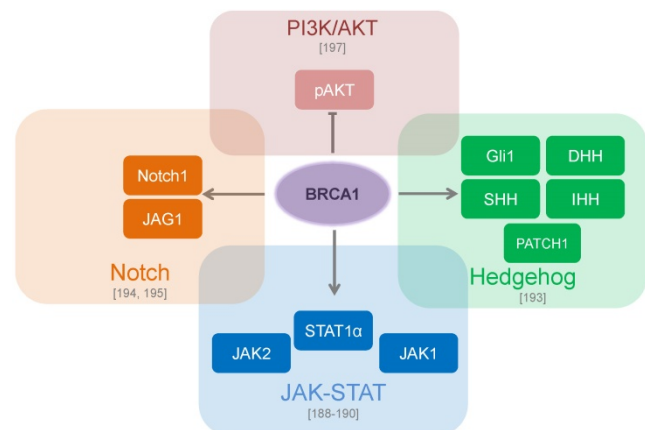 PI3K/AKT
[197]
pAKT
Notch1
JAG1
Notch
[194, 195]
BRCA1
Gli1
DHH
SHH
IHH
PATCH1
Hedgehog
[193]
STAT1α
JAK2
JAK1
JAK-STAT
[188-190]